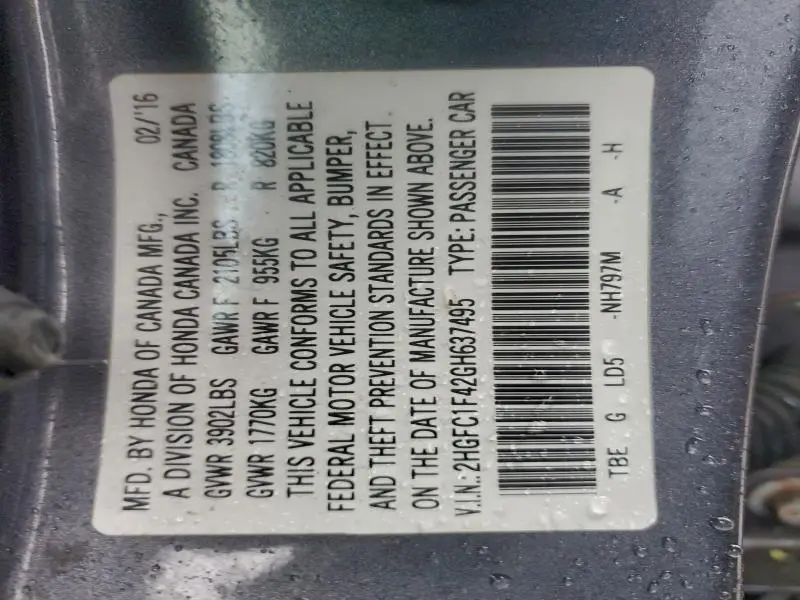 MFD. BY HONDA OF CANADA MFG., 02/'16
A DIVISION OF HONDA CANADA INC. CANADA
GVWR 3902LBS GAWR F 2105LBS R 1808LBS
GVWR 1770KG GAWR F 955KG R 820KG
THIS VEHICLE CONFORMS TO ALL APPLICABLE
FEDERAL MOTOR VEHICLE SAFETY, BUMPER,
AND THEFT PREVENTION STANDARDS IN EFFECT
ON THE DATE OF MANUFACTURE SHOWN ABOVE.
V.I.N.: 2HGFC1F42GH637495 TYPE: PASSENGER CAR
TBE . G LD5 -NH797M -A -H